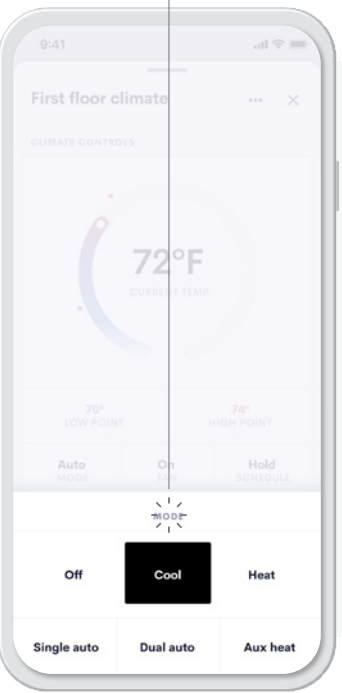 9:41
First floor climate
CLIMATE CONTROLS
72°F
CURRENT TEMP.
70° 74°
LOW POINT HIGH POINT
Auto On Hold
MODE FAN SCHEDULE
MODE
Off Cool Heat
Single auto Dual auto Aux heat